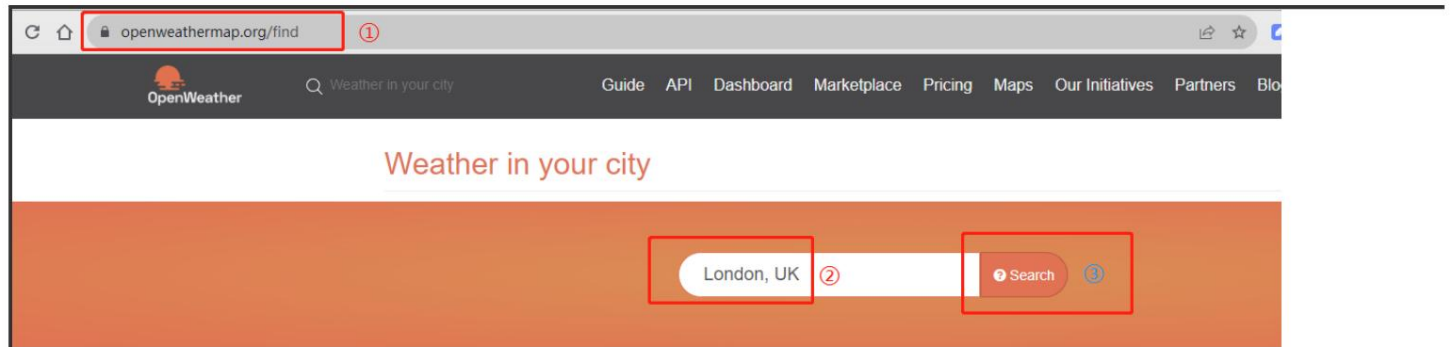 openweathermap.org/find ①
OpenWeather Weather in your city Guide API Dashboard Marketplace Pricing Maps Our Initiatives Partners Blo
Weather in your city
London, UK ② ? Search ③